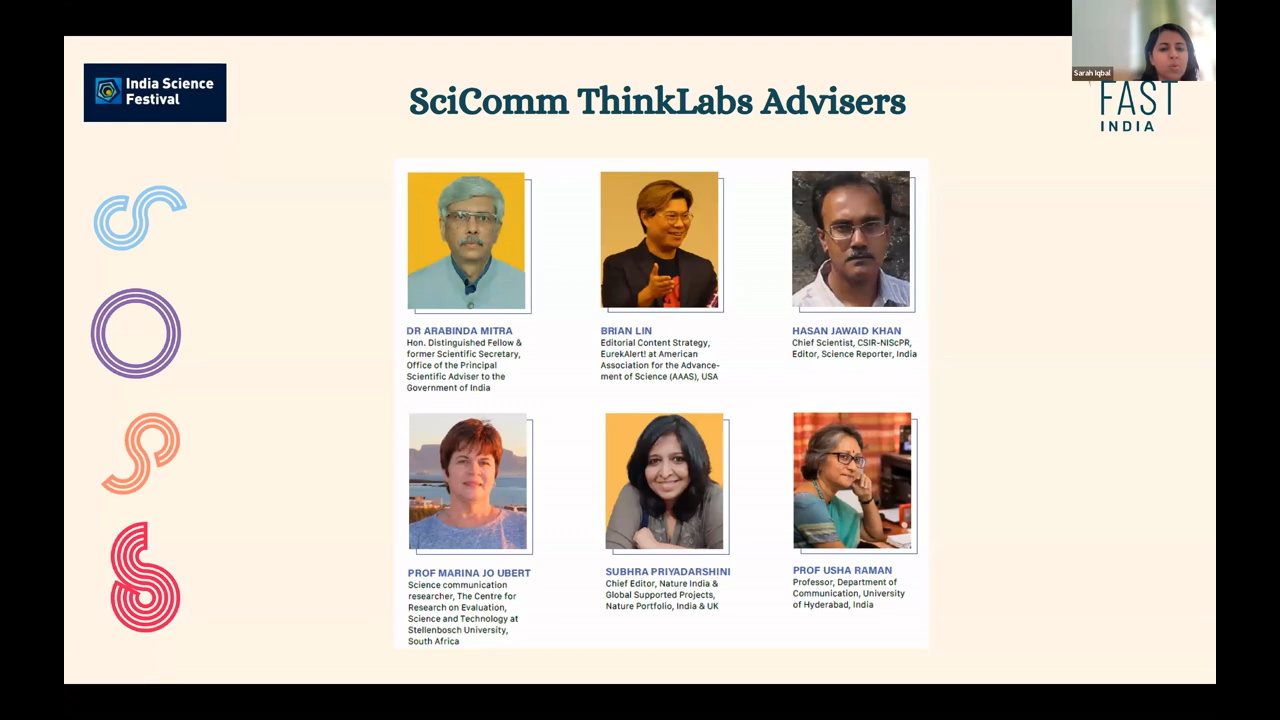 India Science
Festival
SciComm ThinkLabs Advisers
Sarah Iqbal
FAST
INDIA
DR ARABINDA MITRA
Hon. Distinguished Fellow &
former Scientific Secretary,
Office of the Principal
Scientific Adviser to the
Government of India
BRIAN LIN
Editorial Content Strategy,
EurekAlert! at American
Association for the Advance-
ment of Science (AAAS), USA
HASAN JAWAID KHAN
Chief Scientist, CSIR-NIScPR,
Editor, Science Reporter, India
PROF MARINA JO UBERT
Science communication
researcher, The Centre for
Research on Evaluation,
Science and Technology at
Stellenbosch University,
South Africa
SUBHRA PRIYADARSHINI
Chief Editor, Nature India &
Global Supported Projects,
Nature Portfolio, India & UK
PROF USHA RAMAN
Professor, Department of
Communication, University
of Hyderabad, India